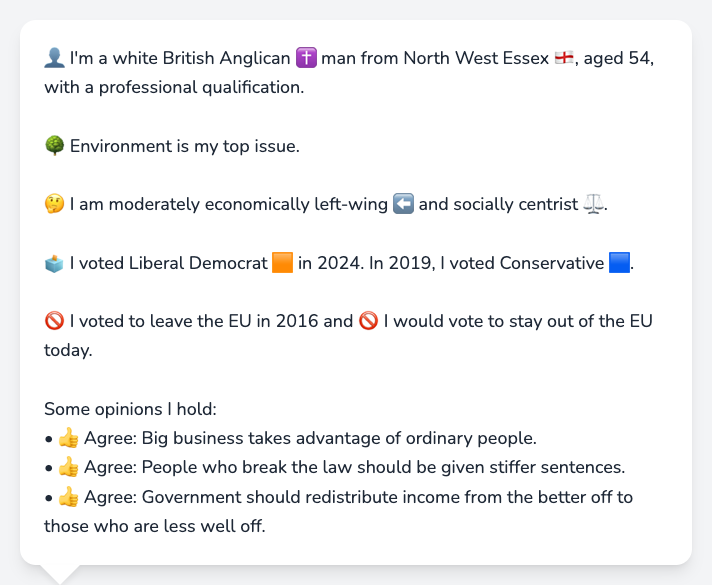 👤 I'm a white British Anglican ✝️ man from North West Essex 🏴󠁧󠁢󠁥󠁮󠁧󠁿, aged 54,
with a professional qualification.
🌳 Environment is my top issue.
🤔 I am moderately economically left-wing ⬅️ and socially centrist ⚖️.
🗳️ I voted Liberal Democrat 🟧 in 2024. In 2019, I voted Conservative 🟦.
🚫 I voted to leave the EU in 2016 and 🚫 I would vote to stay out of the EU
today.
Some opinions I hold:
• 👍 Agree: Big business takes advantage of ordinary people.
• 👍 Agree: People who break the law should be given stiffer sentences.
• 👍 Agree: Government should redistribute income from the better off to
those who are less well off.